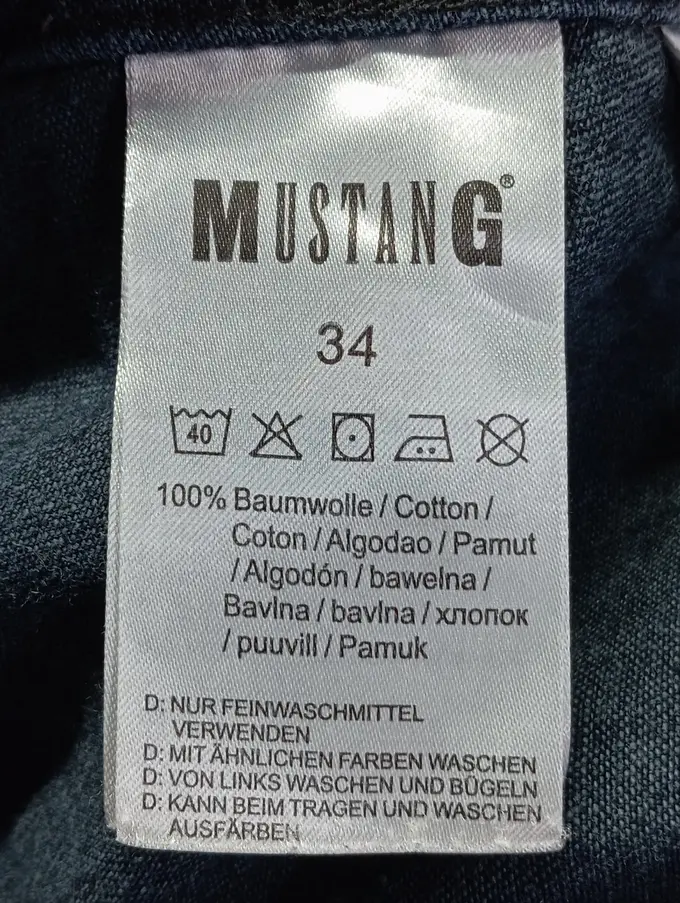 MUSTANG®
34
40
100% Baumwolle / Cotton /
Coton / Algodao / Pamut
/ Algodón / bawełna /
Bavlna / bavlna / хлопок
/ puuvill / Pamuk
D: NUR FEINWASCHMITTEL
VERWENDEN
D: MIT ÄHNLICHEN FARBEN WASCHEN
D: VON LINKS WASCHEN UND BÜGELN
D: KANN BEIM TRAGEN UND WASCHEN
AUSFÄRBEN